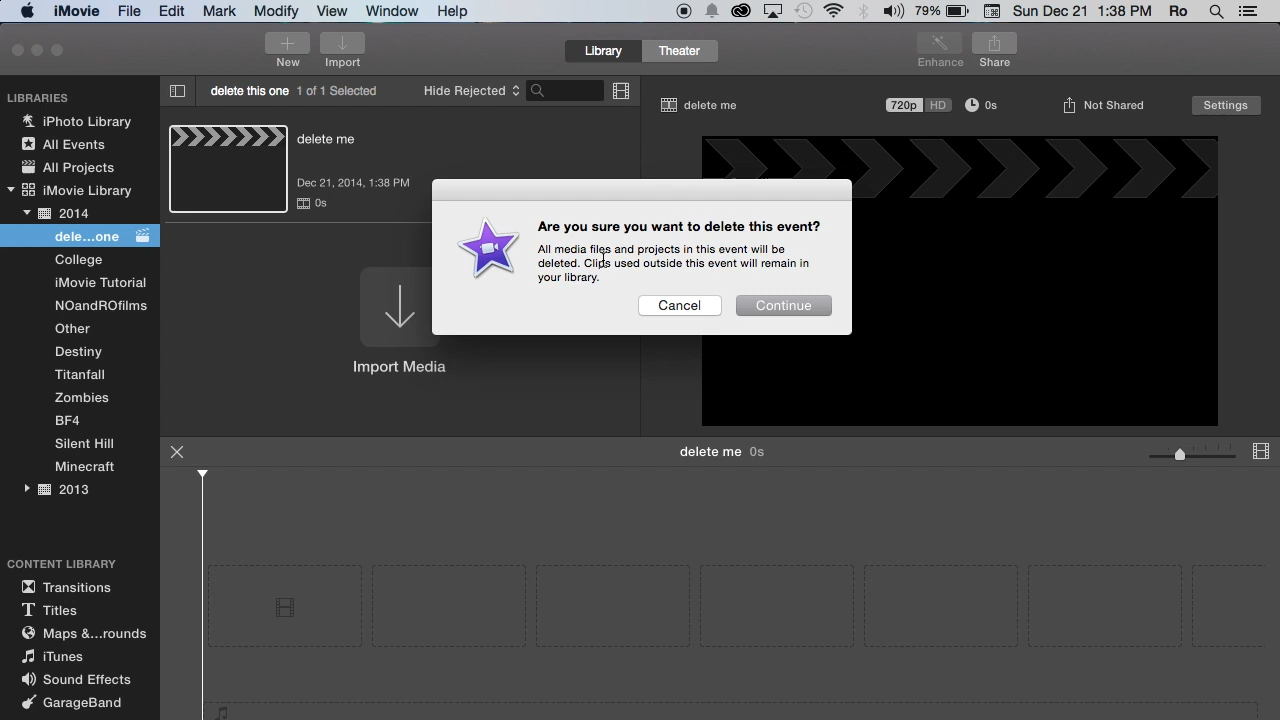 iMovie File Edit Mark Modify View Window Help 79% Sun Dec 21 1:38 PM Ro
New Import Library Theater Enhance Share
LIBRARIES
iPhoto Library
All Events
All Projects
iMovie Library
2014
dele...one
College
iMovie Tutorial
NOandROfilms
Other
Destiny
Titanfall
Zombies
BF4
Silent Hill
Minecraft
2013
CONTENT LIBRARY
Transitions
Titles
Maps &...rounds
iTunes
Sound Effects
GarageBand
delete this one 1 of 1 Selected Hide Rejected
delete me
Dec 21, 2014, 1:38 PM
0s
Import Media
delete me 720p HD 0s Not Shared Settings
Are you sure you want to delete this event?
All media files and projects in this event will be
deleted. Clips used outside this event will remain in
your library.
Cancel Continue
delete me 0s